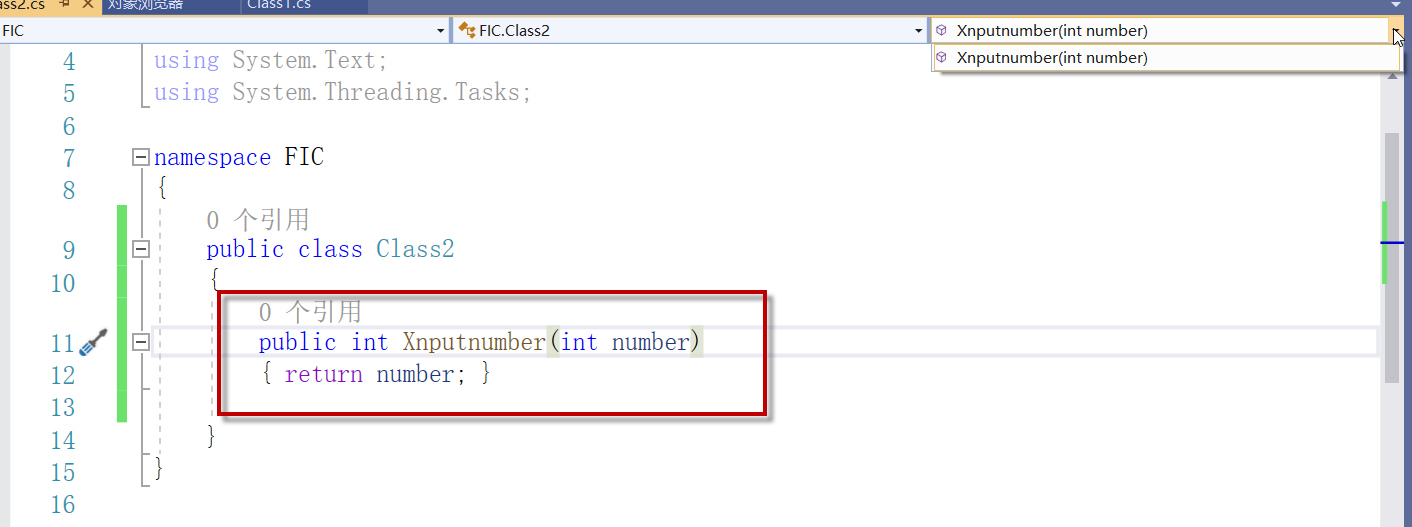 ass2.cs 对象浏览器 Class1.cs
FIC FIC.Class2 Xnputnumber(int number)
Xnputnumber(int number)
4 using System.Text;
5 using System.Threading.Tasks;
6
7 namespace FIC
8 {
0 个引用
9 public class Class2
10 {
0 个引用
11 public int Xnputnumber(int number)
12 { return number; }
13
14 }
15 }
16